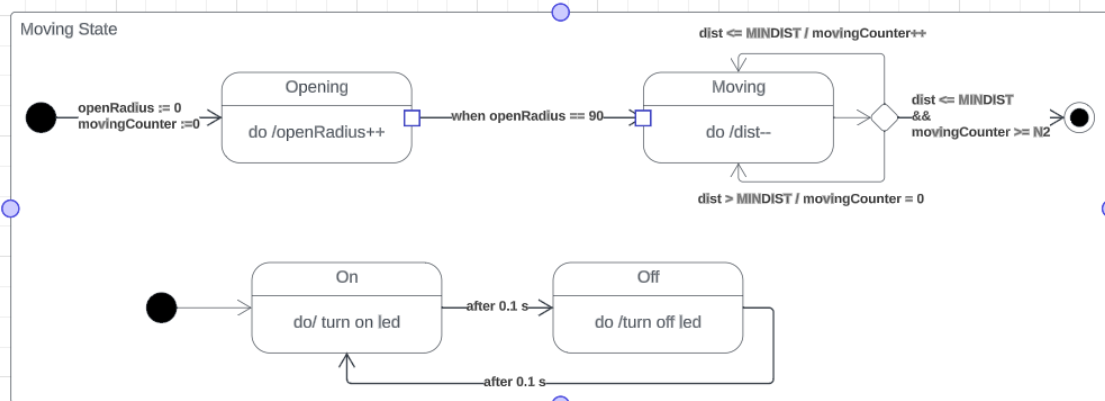 Moving State
dist <= MINDIST / movingCounter++
Opening
Moving
openRadius := 0
movingCounter :=0
do /openRadius++
when openRadius == 90
do /dist--
dist <= MINDIST
&&
movingCounter >= N2
dist > MINDIST / movingCounter = 0
On
Off
do/ turn on led
after 0.1 s
do /turn off led
after 0.1 s